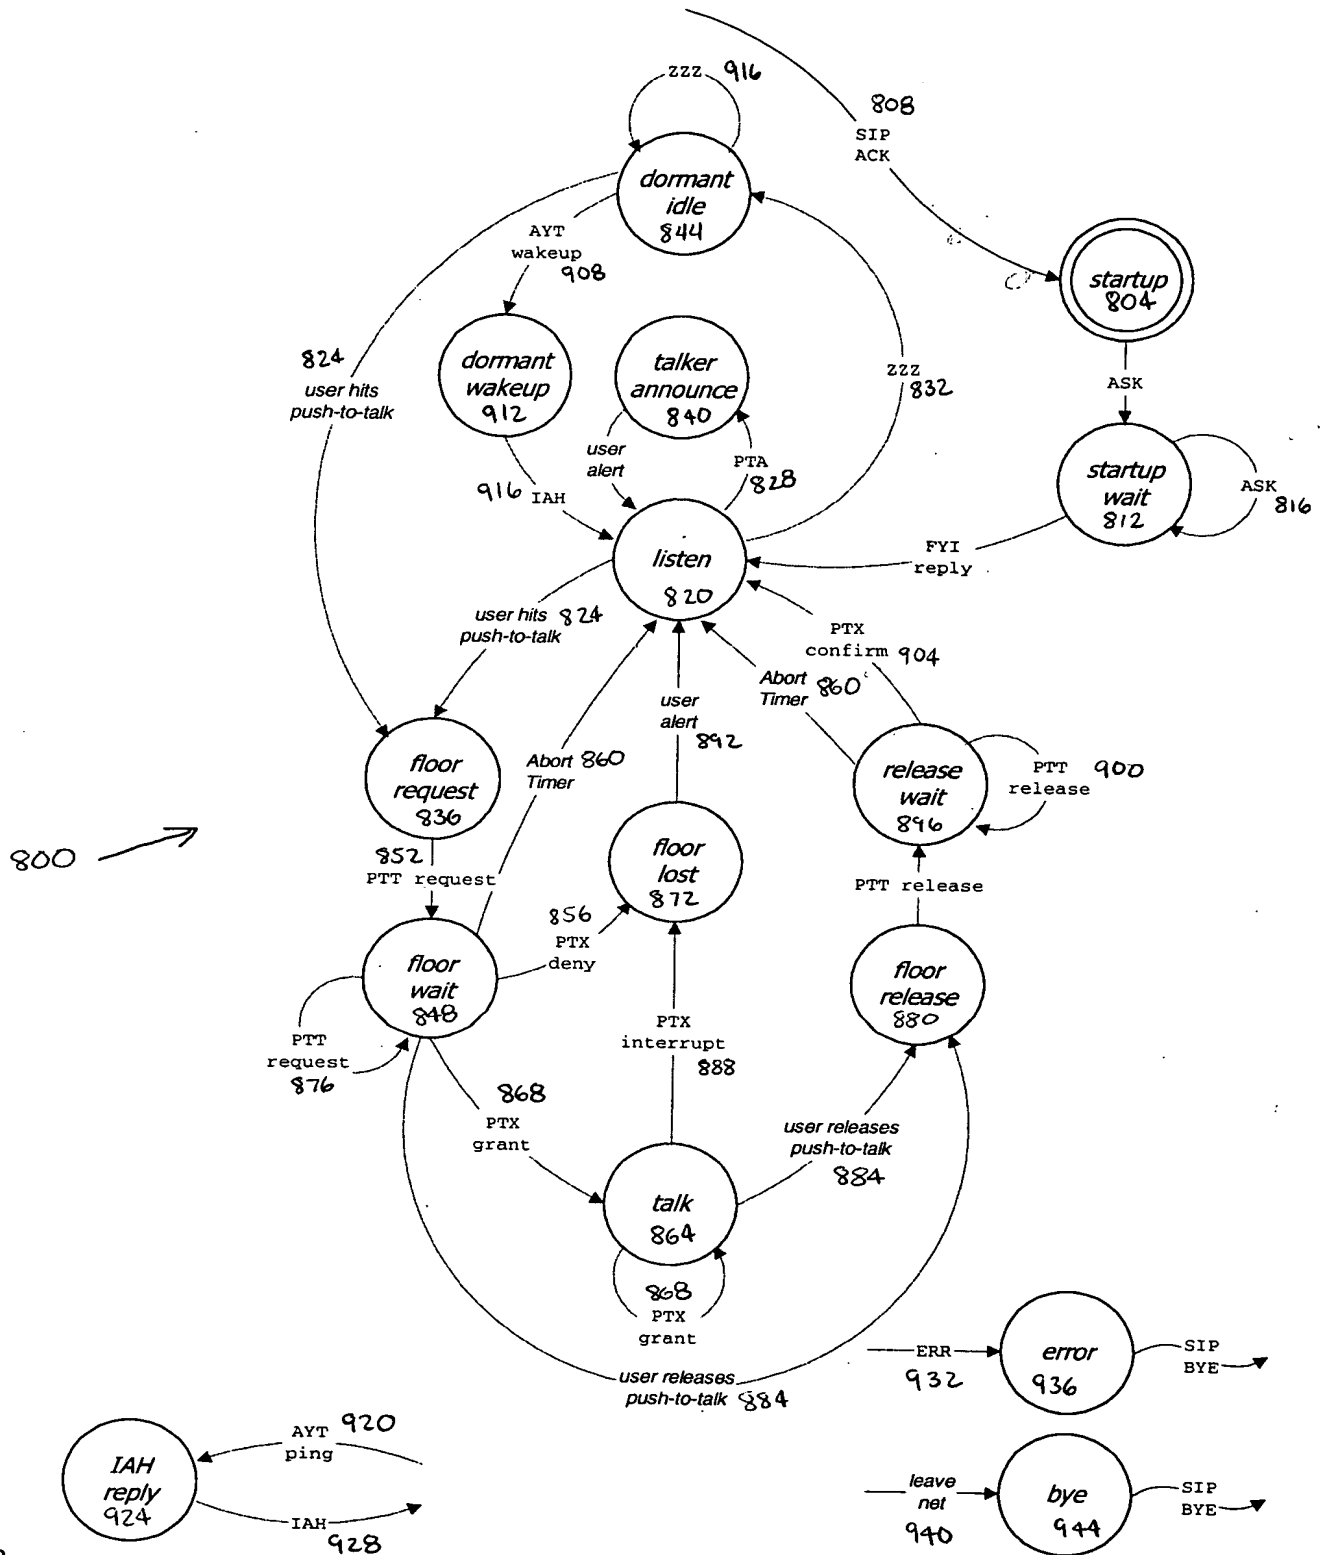 ZZZ 916
808
SIP
ACK
dormant
idle
844
AYT
wakeup
908
startup
804
824
user hits
push-to-talk
dormant
wakeup
912
talker
announce
840
ZZZ
832
ASK
user
alert
PTA
828
916 IAH
startup
wait
812
ASK
816
listen
820
FYI
reply
user hits 824
push-to-talk
PTX
confirm 904
Abort 860
Timer
user
alert
892
Abort 860
Timer
floor
request
836
release
wait
896
PTT 900
release
800
852
PTT request
floor
lost
872
PTT release
856
PTX
deny
floor
wait
848
floor
release
880
PTT
request
876
PTX
interrupt
888
868
PTX
grant
user releases
push-to-talk
884
talk
864
868
PTX
grant
user releases
push-to-talk 884
ERR
932
error
936
SIP
BYE
AYT 920
ping
IAH
reply
924
IAH
928
leave
net
940
bye
944
SIP
BYE